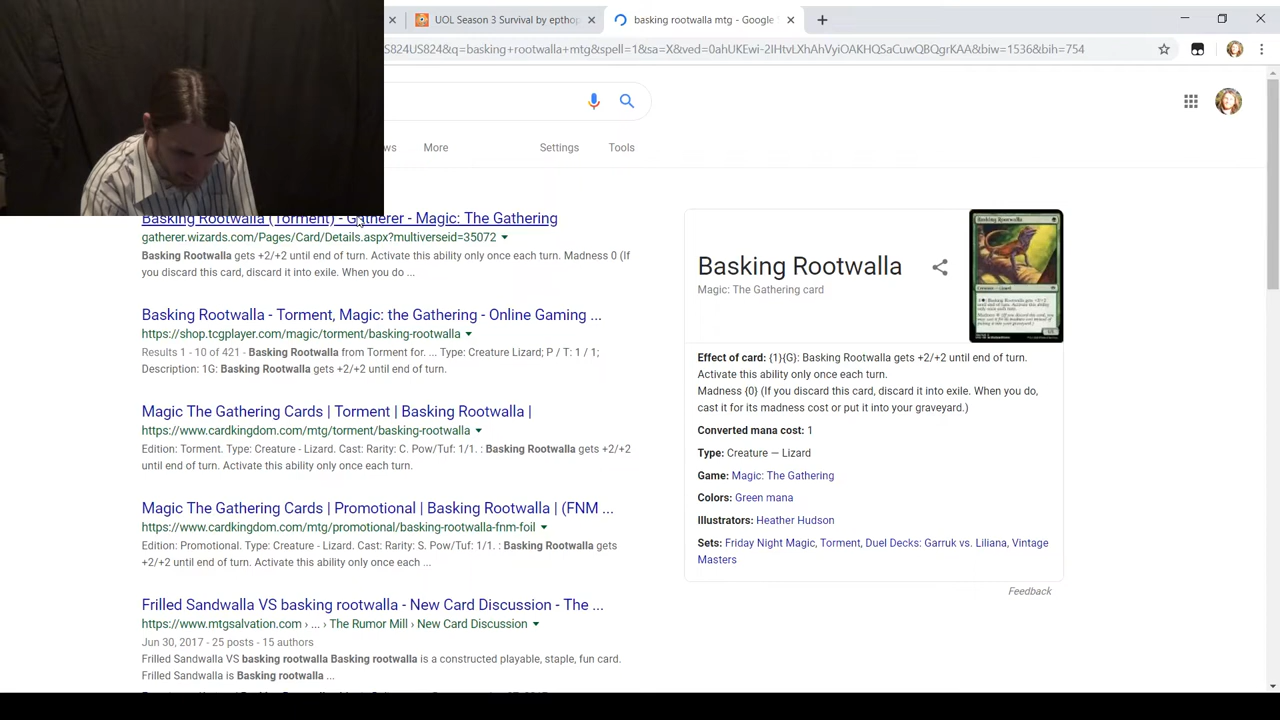 UOL Season 3 Survival by epthop
basking rootwalla mtg - Google
S824US824&q=basking+rootwalla+mtg&spell=1&sa=X&ved=0ahUKEwi-2IHtvLXhAhVyiOAKHQSaCuwQBQgrKAA&biw=1536&bih=754
ws
More
Settings
Tools
Basking Rootwalla (Torment) - Gatherer - Magic: The Gathering
gatherer.wizards.com/Pages/Card/Details.aspx?multiverseid=35072
Basking Rootwalla gets +2/+2 until end of turn. Activate this ability only once each turn. Madness 0 (If
you discard this card, discard it into exile. When you do ...
Basking Rootwalla - Torment, Magic: the Gathering - Online Gaming ...
https://shop.tcgplayer.com/magic/torment/basking-rootwalla
Results 1 - 10 of 421 - Basking Rootwalla from Torment for. ... Type: Creature Lizard; P / T: 1 / 1;
Description: 1G: Basking Rootwalla gets +2/+2 until end of turn.
Magic The Gathering Cards | Torment | Basking Rootwalla |
https://www.cardkingdom.com/mtg/torment/basking-rootwalla
Edition: Torment. Type: Creature - Lizard. Cast: Rarity: C. Pow/Tuf: 1/1. : Basking Rootwalla gets +2/+2
until end of turn. Activate this ability only once each turn.
Magic The Gathering Cards | Promotional | Basking Rootwalla | (FNM ...
https://www.cardkingdom.com/mtg/promotional/basking-rootwalla-fnm-foil
Edition: Promotional. Type: Creature - Lizard. Cast: Rarity: S. Pow/Tuf: 1/1. : Basking Rootwalla gets
+2/+2 until end of turn. Activate this ability only once each ...
Frilled Sandwalla VS basking rootwalla - New Card Discussion - The ...
https://www.mtgsalvation.com › ... › The Rumor Mill › New Card Discussion
Jun 30, 2017 - 25 posts - 15 authors
Frilled Sandwalla VS basking rootwalla Basking rootwalla is a constructed playable, staple, fun card.
Frilled Sandwalla is Basking rootwalla ...
Basking Rootwalla
Magic: The Gathering card
Basking Rootwalla
Effect of card: {1}{G}: Basking Rootwalla gets +2/+2 until end of turn.
Activate this ability only once each turn.
Madness {0} (If you discard this card, discard it into exile. When you do,
cast it for its madness cost or put it into your graveyard.)
Converted mana cost: 1
Type: Creature — Lizard
Game: Magic: The Gathering
Colors: Green mana
Illustrators: Heather Hudson
Sets: Friday Night Magic, Torment, Duel Decks: Garruk vs. Liliana, Vintage
Masters
Feedback